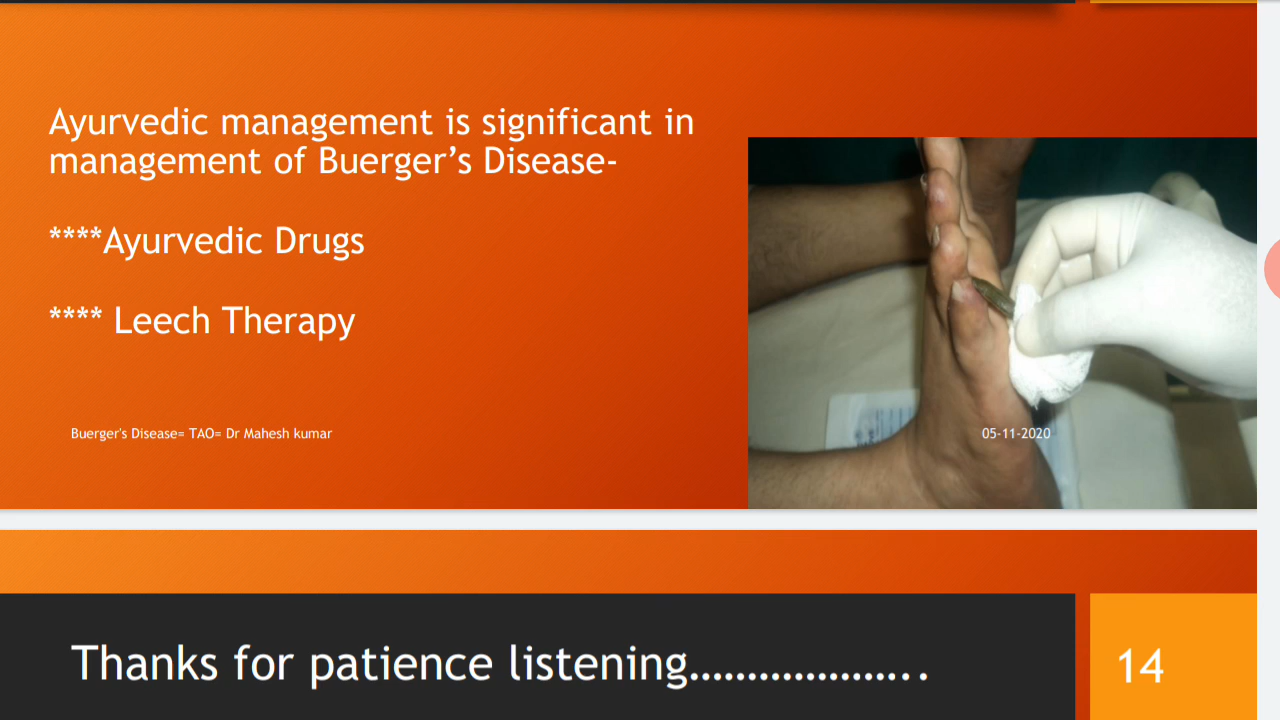 Ayurvedic management is significant in
management of Buerger’s Disease-
****Ayurvedic Drugs
**** Leech Therapy
Buerger's Disease= TAO= Dr Mahesh kumar
05-11-2020
Thanks for patience listening………………..
14